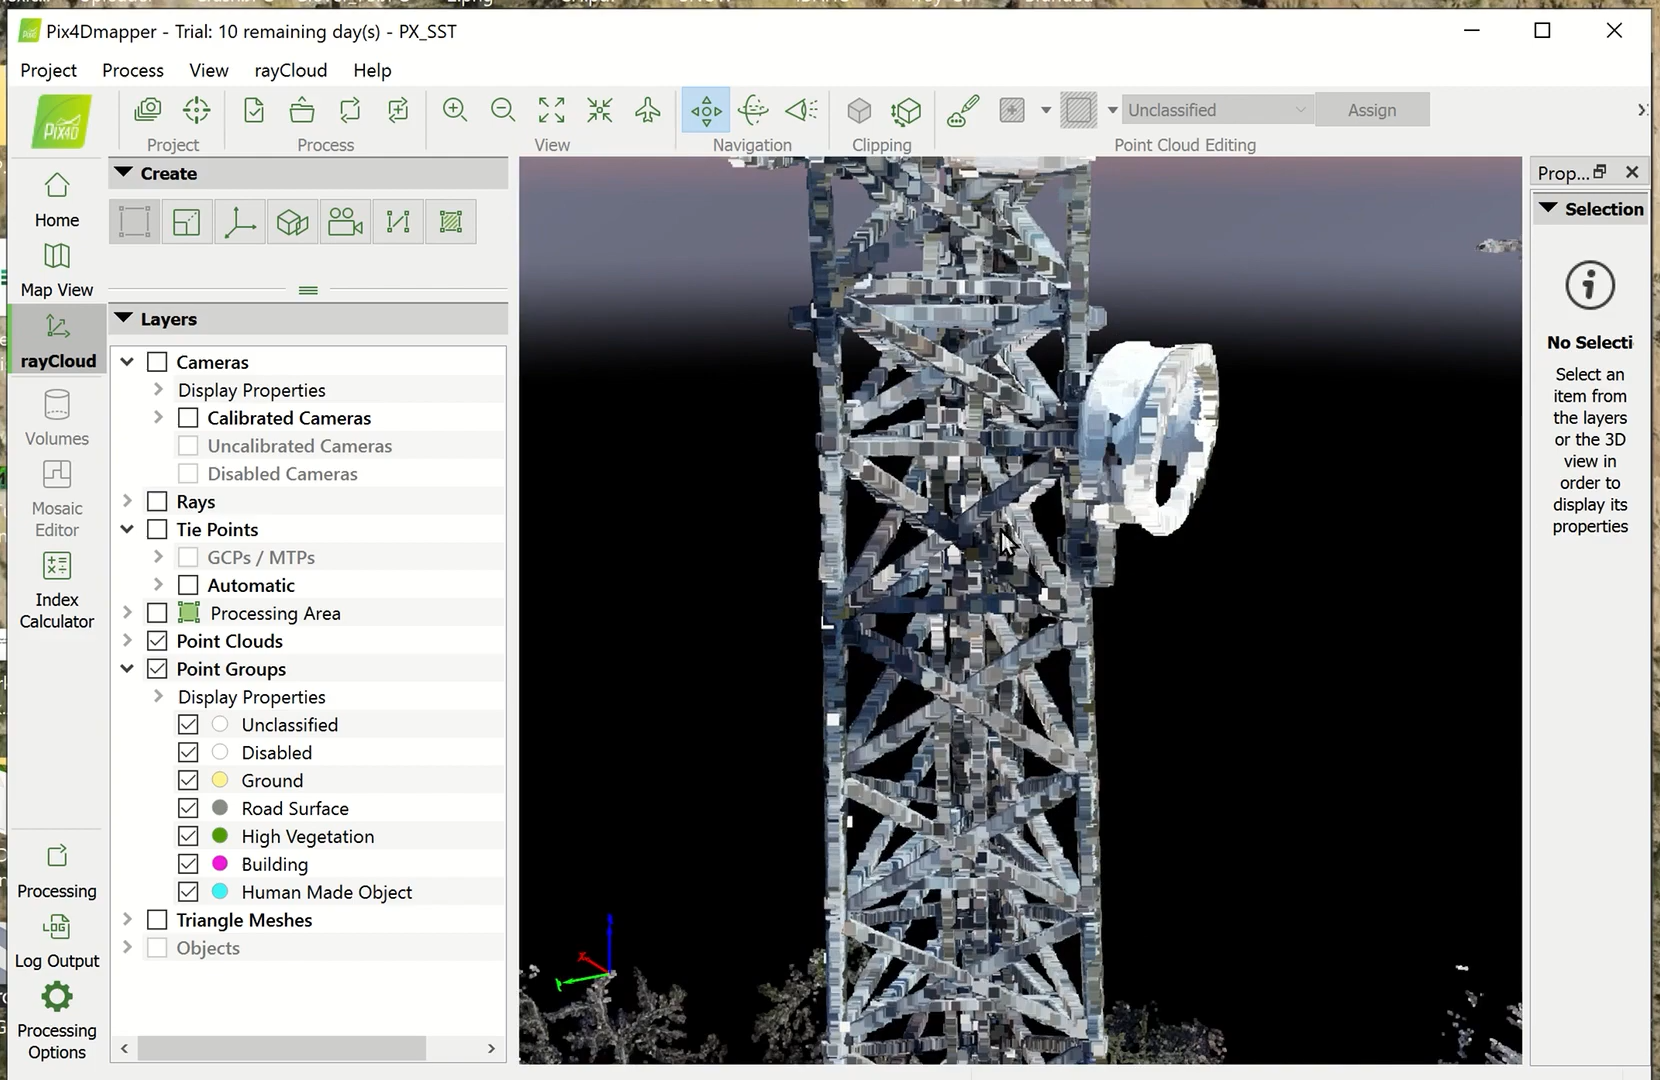 Pix4Dmapper - Trial: 10 remaining day(s) - PX_SST
Project Process View rayCloud Help
PIX4D
Unclassified
Assign
Project Process View Navigation Clipping Point Cloud Editing
Home
Map View
rayCloud
Volumes
Mosaic
Editor
Index
Calculator
Processing
LOG
Log Output
Processing
Options
Create
Layers
Cameras
Display Properties
Calibrated Cameras
Uncalibrated Cameras
Disabled Cameras
Rays
Tie Points
GCPs / MTPs
Automatic
Processing Area
Point Clouds
Point Groups
Display Properties
Unclassified
Disabled
Ground
Road Surface
High Vegetation
Building
Human Made Object
Triangle Meshes
Objects
Prop...
Selection
No Selecti
Select an
item from
the layers
or the 3D
view in
order to
display its
properties